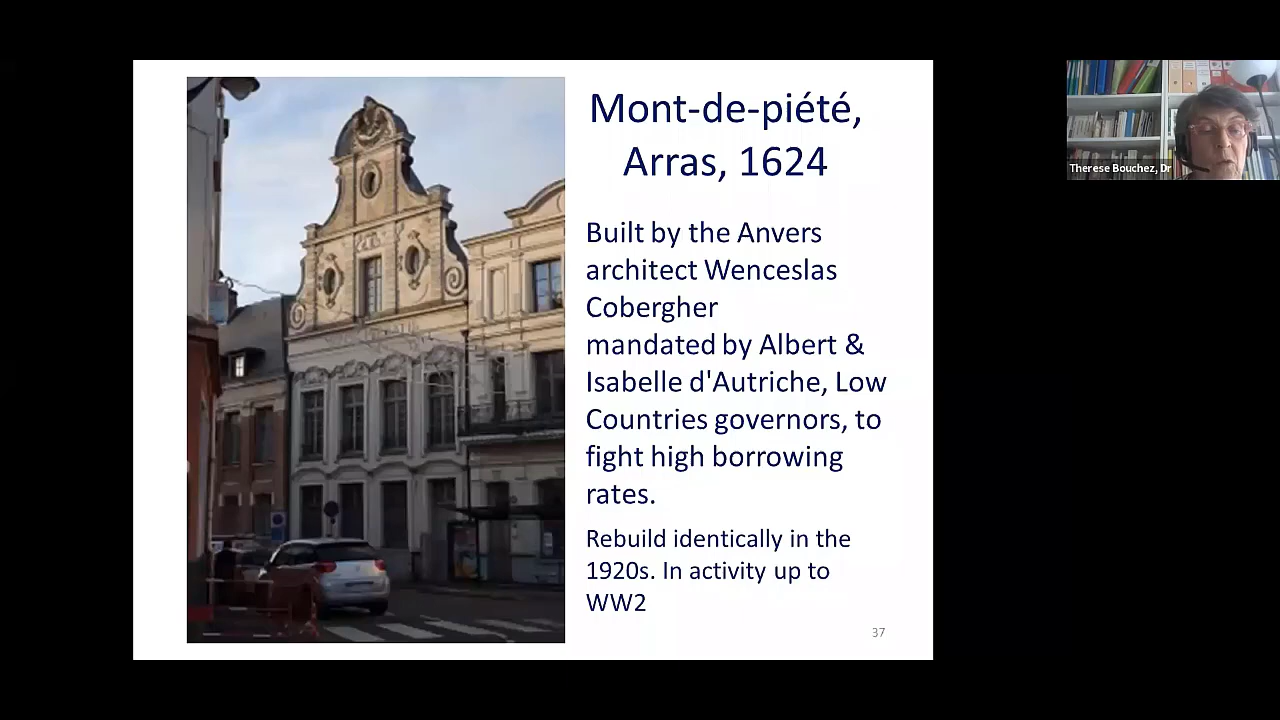 Mont-de-piété,
Arras, 1624
Built by the Anvers
architect Wenceslas
Cobergher
mandated by Albert &
Isabelle d'Autriche, Low
Countries governors, to
fight high borrowing
rates.
Rebuild identically in the
1920s. In activity up to
WW2
37
Therese Bouchez, Dr